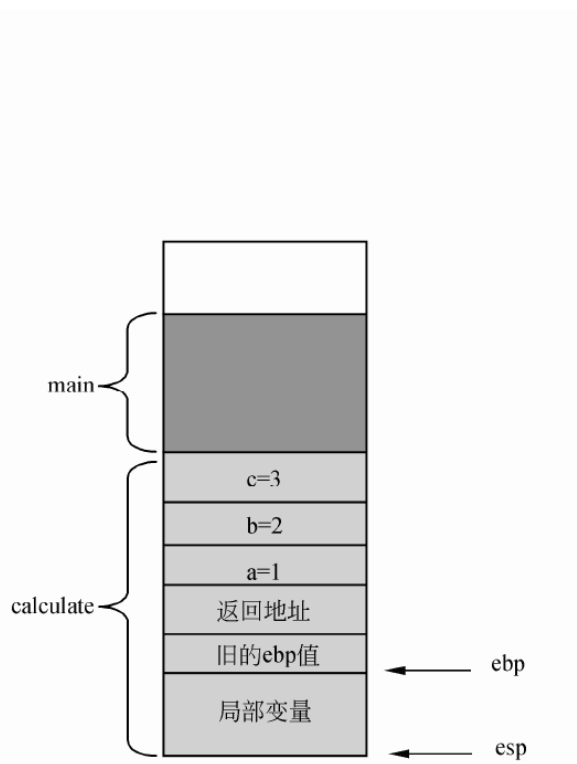 main
c=3
b=2
a=1
calculate
返回地址
旧的ebp值
ebp
局部变量
esp